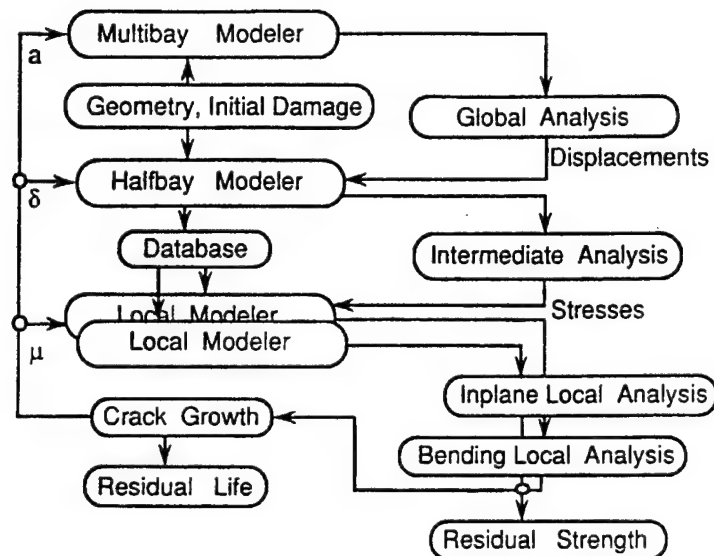 Multibay Modeler
a
Geometry, Initial Damage
Global Analysis
Displacements
Halfbay Modeler
δ
Database
Intermediate Analysis
Local Modeler
Stresses
Local Modeler
μ
Inplane Local Analysis
Crack Growth
Bending Local Analysis
Residual Life
Residual Strength